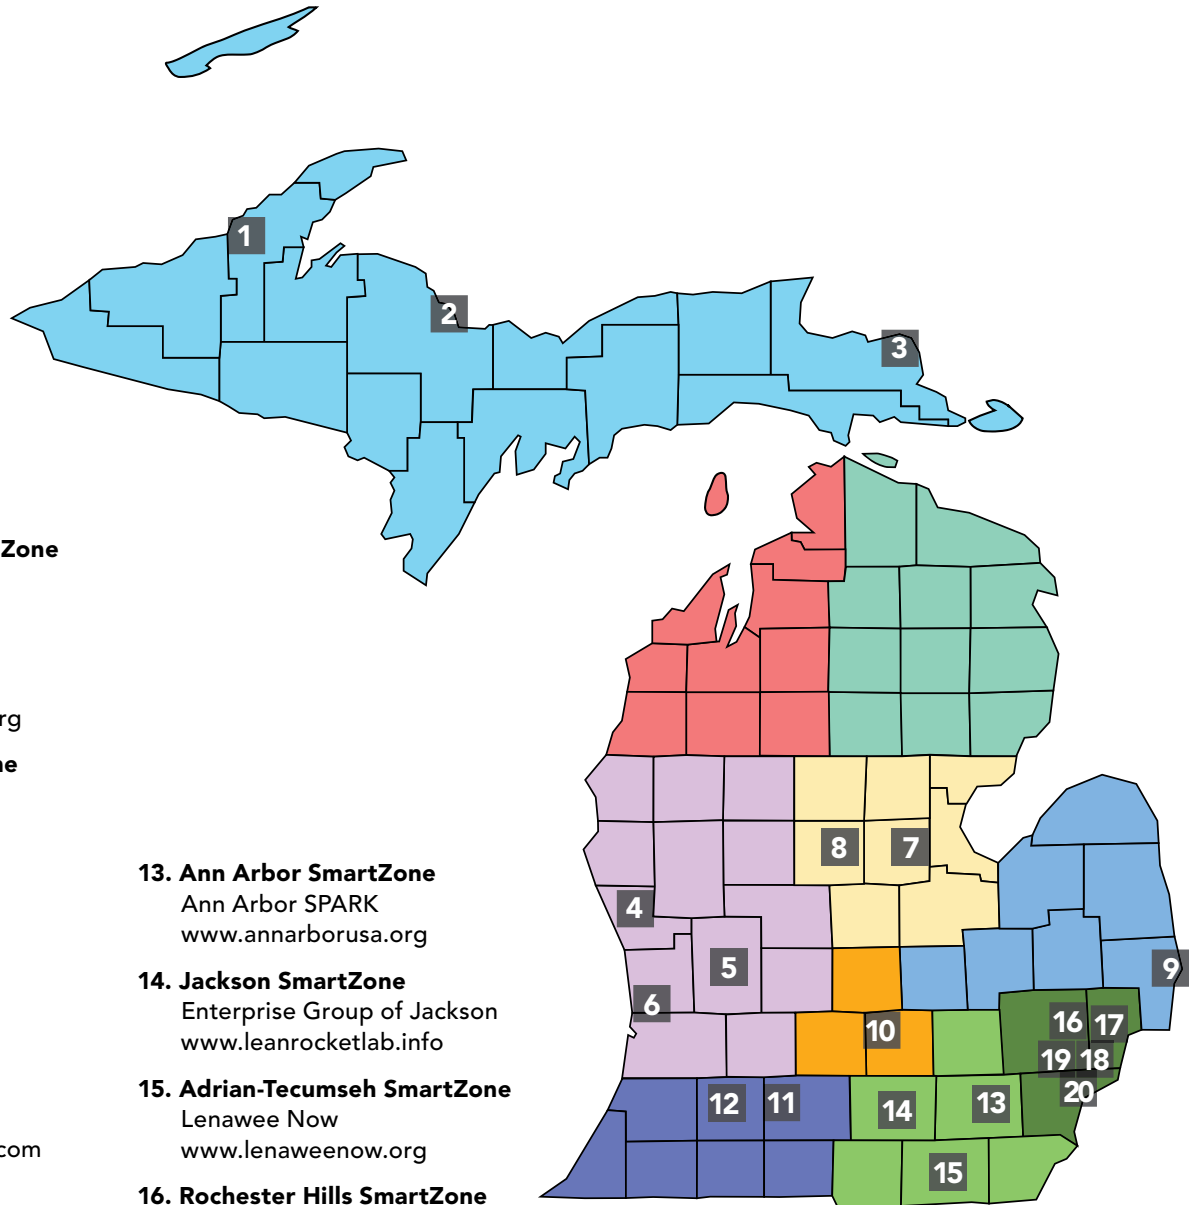 1
2
3
Zone
rg
ne
com
13. Ann Arbor SmartZone
Ann Arbor SPARK
www.annarborusa.org
14. Jackson SmartZone
Enterprise Group of Jackson
www.leanrocketlab.info
15. Adrian-Tecumseh SmartZone
Lenawee Now
www.lenaweenow.org
16. Rochester Hills SmartZone
8
7
4
5
6
9
10
16
17
19
18
20
12
11
14
13
15